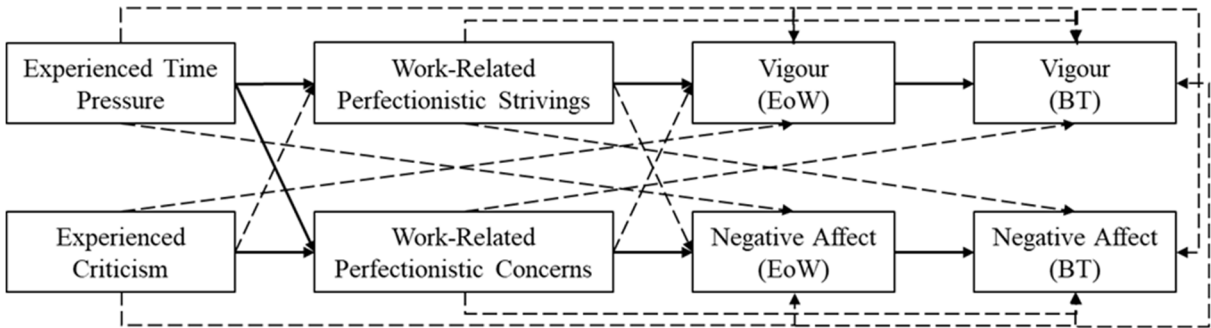 Experienced Time
Pressure
Work-Related
Perfectionistic Strivings
Vigour
(EoW)
Vigour
(BT)
Experienced
Criticism
Work-Related
Perfectionistic Concerns
Negative Affect
(EoW)
Negative Affect
(BT)